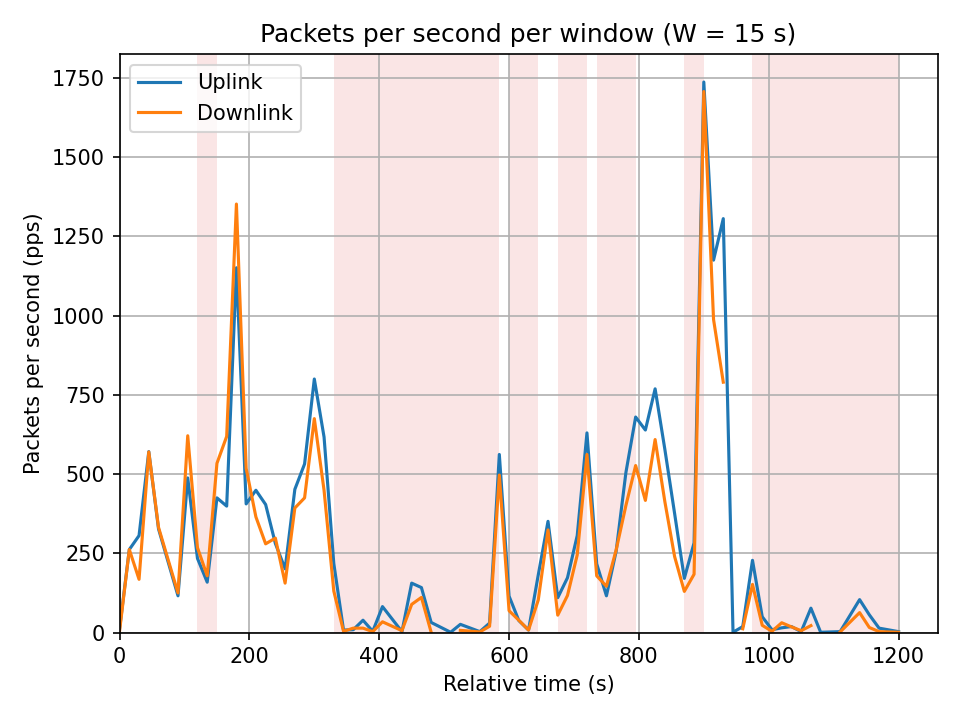 Packets per second per window (W = 15 s)
Uplink
Downlink
Packets per second (pps)
1750
1500
1250
1000
750
500
250
0
0 200 400 600 800 1000 1200
Relative time (s)